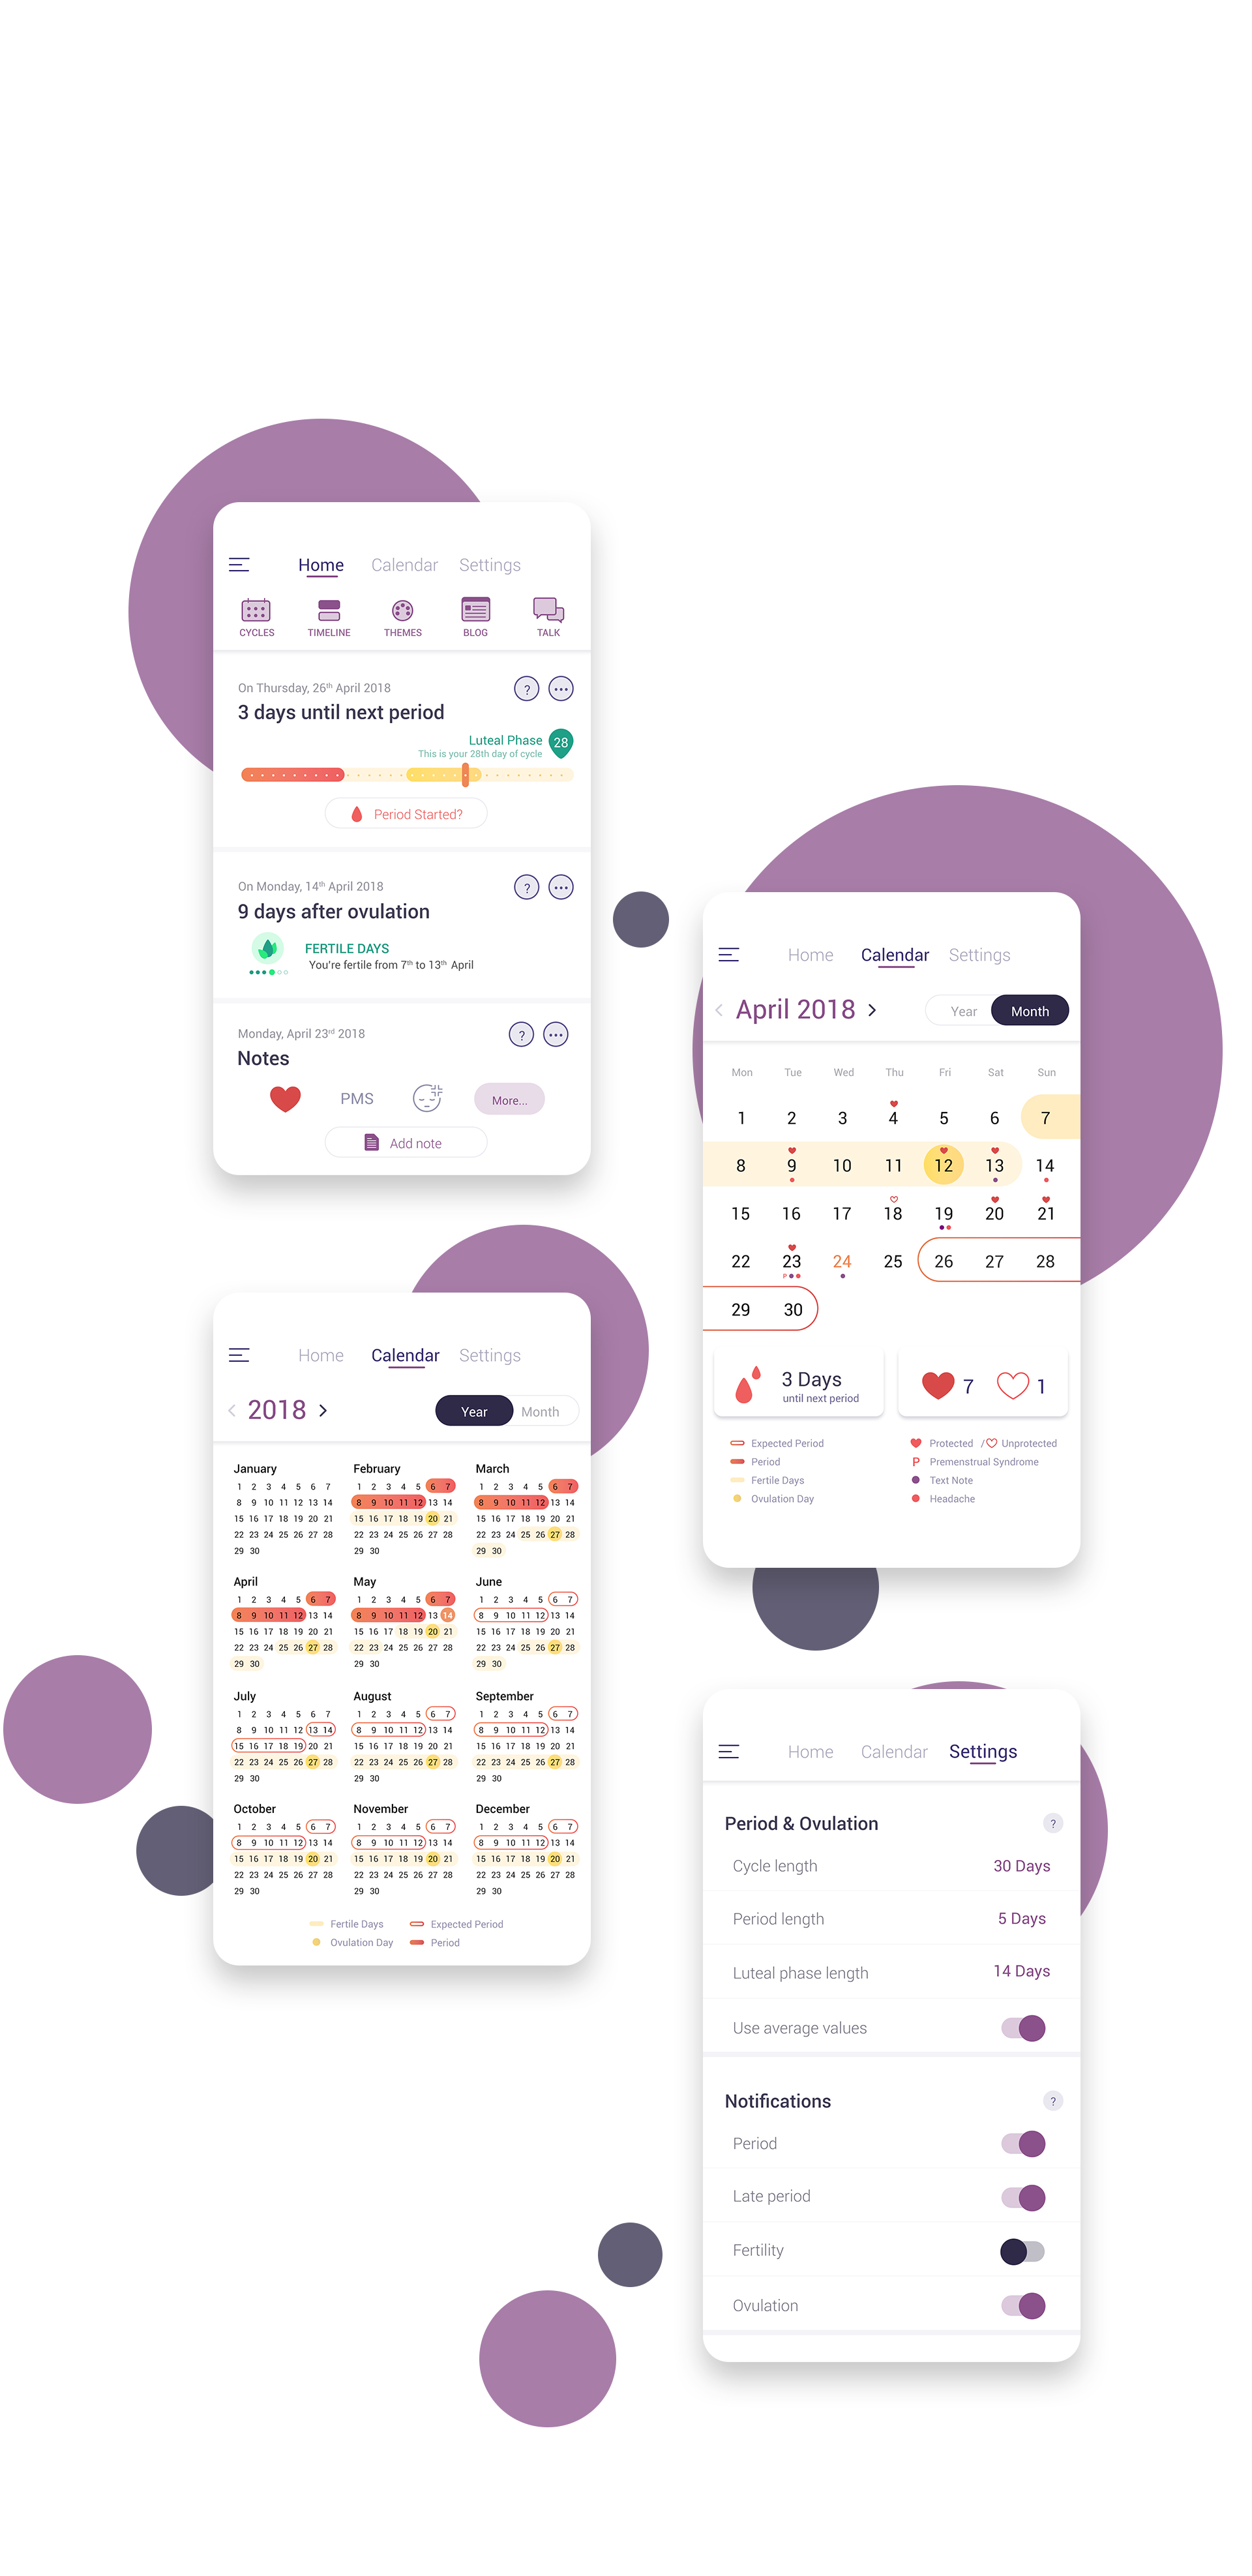 Home Calendar Settings
CYCLES TIMELINE THEMES BLOG TALK
On Thursday, 26th April 2018
?
3 days until next period
Luteal Phase
This is your 28th day of cycle
28
Period Started?
On Monday, 14th April 2018
?
9 days after ovulation
FERTILE DAYS
You're fertile from 7th to 13th April
Monday, April 23rd 2018
?
Notes
PMS
More...
Add note
Home Calendar Settings
April 2018
Year Month
Mon Tue Wed Thu Fri Sat Sun
1 2 3 4 5 6 7
8 9 10 11 12 13 14
15 16 17 18 19 20 21
22 23 24 25 26 27 28
P
29 30
3 Days
until next period
7 1
Expected Period
Period
Fertile Days
Ovulation Day
Protected / Unprotected
P Premenstrual Syndrome
Text Note
Headache
Home Calendar Settings
2018
Year Month
January
1 2 3 4 5 6 7
8 9 10 11 12 13 14
15 16 17 18 19 20 21
22 23 24 25 26 27 28
29 30
February
1 2 3 4 5 6 7
8 9 10 11 12 13 14
15 16 17 18 19 20 21
22 23 24 25 26 27 28
29 30
March
1 2 3 4 5 6 7
8 9 10 11 12 13 14
15 16 17 18 19 20 21
22 23 24 25 26 27 28
29 30
April
1 2 3 4 5 6 7
8 9 10 11 12 13 14
15 16 17 18 19 20 21
22 23 24 25 26 27 28
29 30
May
1 2 3 4 5 6 7
8 9 10 11 12 13 14
15 16 17 18 19 20 21
22 23 24 25 26 27 28
29 30
June
1 2 3 4 5 6 7
8 9 10 11 12 13 14
15 16 17 18 19 20 21
22 23 24 25 26 27 28
29 30
July
1 2 3 4 5 6 7
8 9 10 11 12 13 14
15 16 17 18 19 20 21
22 23 24 25 26 27 28
29 30
August
1 2 3 4 5 6 7
8 9 10 11 12 13 14
15 16 17 18 19 20 21
22 23 24 25 26 27 28
29 30
September
1 2 3 4 5 6 7
8 9 10 11 12 13 14
15 16 17 18 19 20 21
22 23 24 25 26 27 28
29 30
October
1 2 3 4 5 6 7
8 9 10 11 12 13 14
15 16 17 18 19 20 21
22 23 24 25 26 27 28
29 30
November
1 2 3 4 5 6 7
8 9 10 11 12 13 14
15 16 17 18 19 20 21
22 23 24 25 26 27 28
29 30
December
1 2 3 4 5 6 7
8 9 10 11 12 13 14
15 16 17 18 19 20 21
22 23 24 25 26 27 28
29 30
Fertile Days Expected Period
Ovulation Day Period
Home Calendar Settings
Period & Ovulation ?
Cycle length 30 Days
Period length 5 Days
Luteal phase length 14 Days
Use average values
Notifications ?
Period
Late period
Fertility
Ovulation